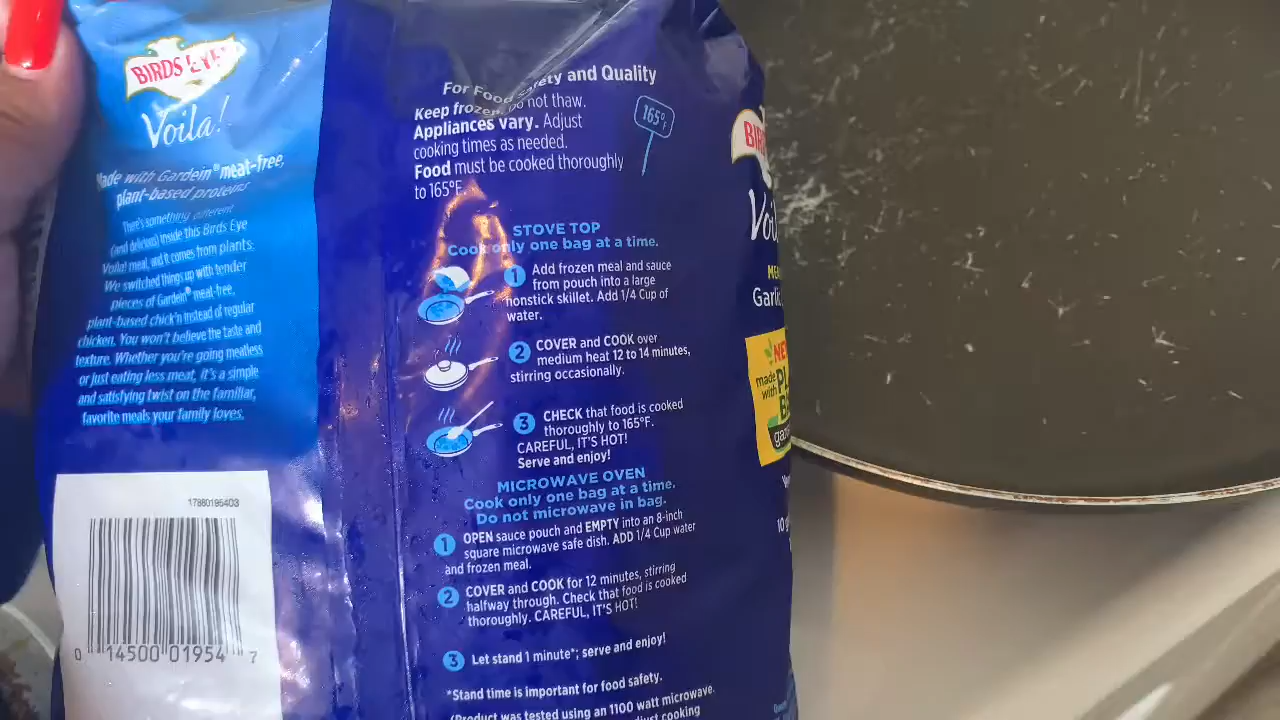 BIRDS EYE
Voila!
Made with Gardein® meat-free,
plant-based proteins
There's something different
(and delicious) inside this Birds Eye
Voila! meal, and it comes from plants.
We switched things up with tender
pieces of Gardein® meat-free,
plant-based chick'n instead of regular
chicken. You won't believe the taste and
texture. Whether you're going meatless
or just eating less meat, it's a simple
and satisfying twist on the familiar,
favorite meals your family loves.
17880195403
0 14500 01954 7
For Food Safety and Quality
Keep frozen. Do not thaw.
Appliances vary. Adjust
cooking times as needed.
Food must be cooked thoroughly
to 165°F.
165°F
STOVE TOP
Cook only one bag at a time.
1 Add frozen meal and sauce
from pouch into a large
nonstick skillet. Add 1/4 Cup of
water.
2 COVER and COOK over
medium heat 12 to 14 minutes,
stirring occasionally.
3 CHECK that food is cooked
thoroughly to 165°F.
CAREFUL, IT'S HOT!
Serve and enjoy!
MICROWAVE OVEN
Cook only one bag at a time.
Do not microwave in bag.
1 OPEN sauce pouch and EMPTY into an 8-inch
square microwave safe dish. ADD 1/4 Cup water
and frozen meal.
2 COVER and COOK for 12 minutes, stirring
halfway through. Check that food is cooked
thoroughly. CAREFUL, IT'S HOT!
3 Let stand 1 minute*; serve and enjoy!
*Stand time is important for food safety.
(Product was tested using an 1100 watt microwave.
cooking
BI
Voi
ME
Garli
NE
made
with PL
B
ga
10 g